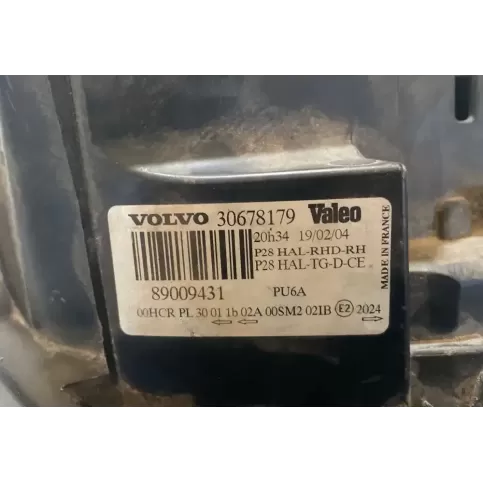 VOLVO 30678179 Valeo
20h34 19/02/04
P28 HAL-RHD-RH
P28 HAL-TG-D-CE
MADE IN FRANCE
89009431 PU6A
00HCR PL 30 01 1b 02A 00SM2 02IB E2 2024